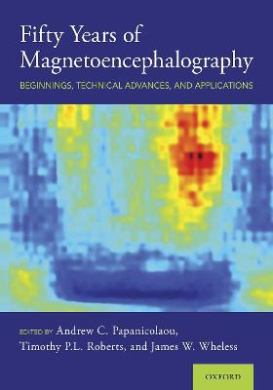 Fifty Years of
Magnetoencephalography
BEGINNINGS, TECHNICAL ADVANCES, AND APPLICATIONS
EDITED BY Andrew C. Papanicolaou,
Timothy P.L. Roberts, and James W. Wheless
OXFORD